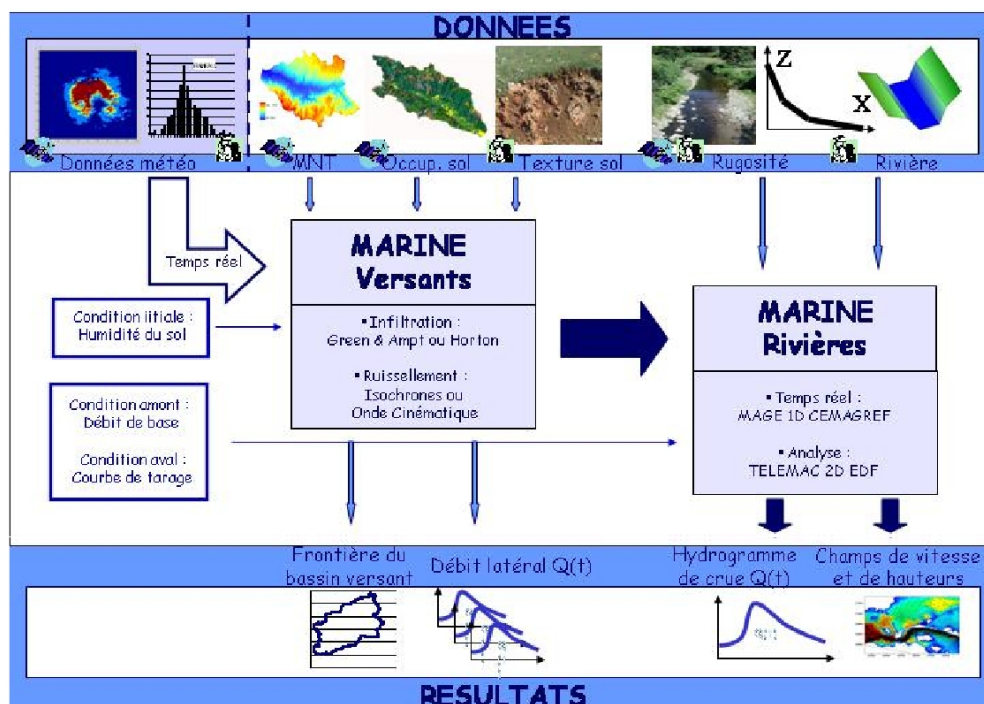 DONNEES
Z
X
Données météo
MNT
Occup. sol
Texture sol
Rugosité
Rivière
Temps réel
MARINE
Versants
▪Infiltration :
Green & Ampt ou Horton
▪Ruissellement :
Isochrones ou
Onde Cinématique
Condition iitiale :
Humidité du sol
Condition amont :
Débit de base
Condition aval :
Courbe de tarage
MARINE
Rivières
▪Temps réel :
MAGE 1D CEMAGREF
▪Analyse :
TELEMAC 2D EDF
Frontière du
bassin versant
Débit latéral Q(t)
Hydrogramme
de crue Q(t)
Champs de vitesse
et de hauteurs
RESULTATS